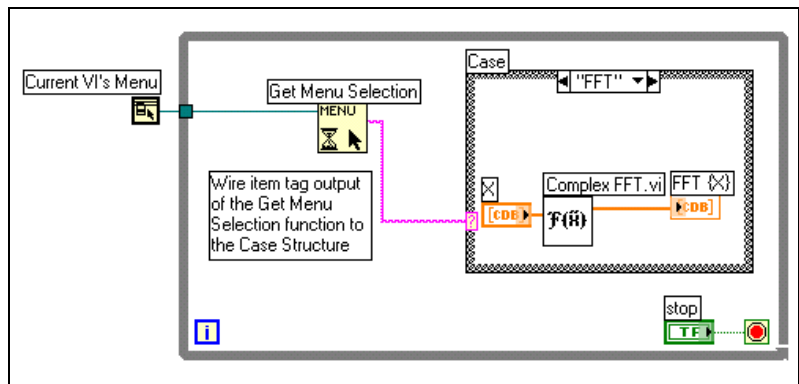 Case
"FFT"
Current VI's Menu
Get Menu Selection
MENU
Wire item tag output
of the Get Menu
Selection function to
the Case Structure
?
X
[CDB]
Complex FFT.vi
F(x)
FFT {X}
[CDB]
stop
TF
i